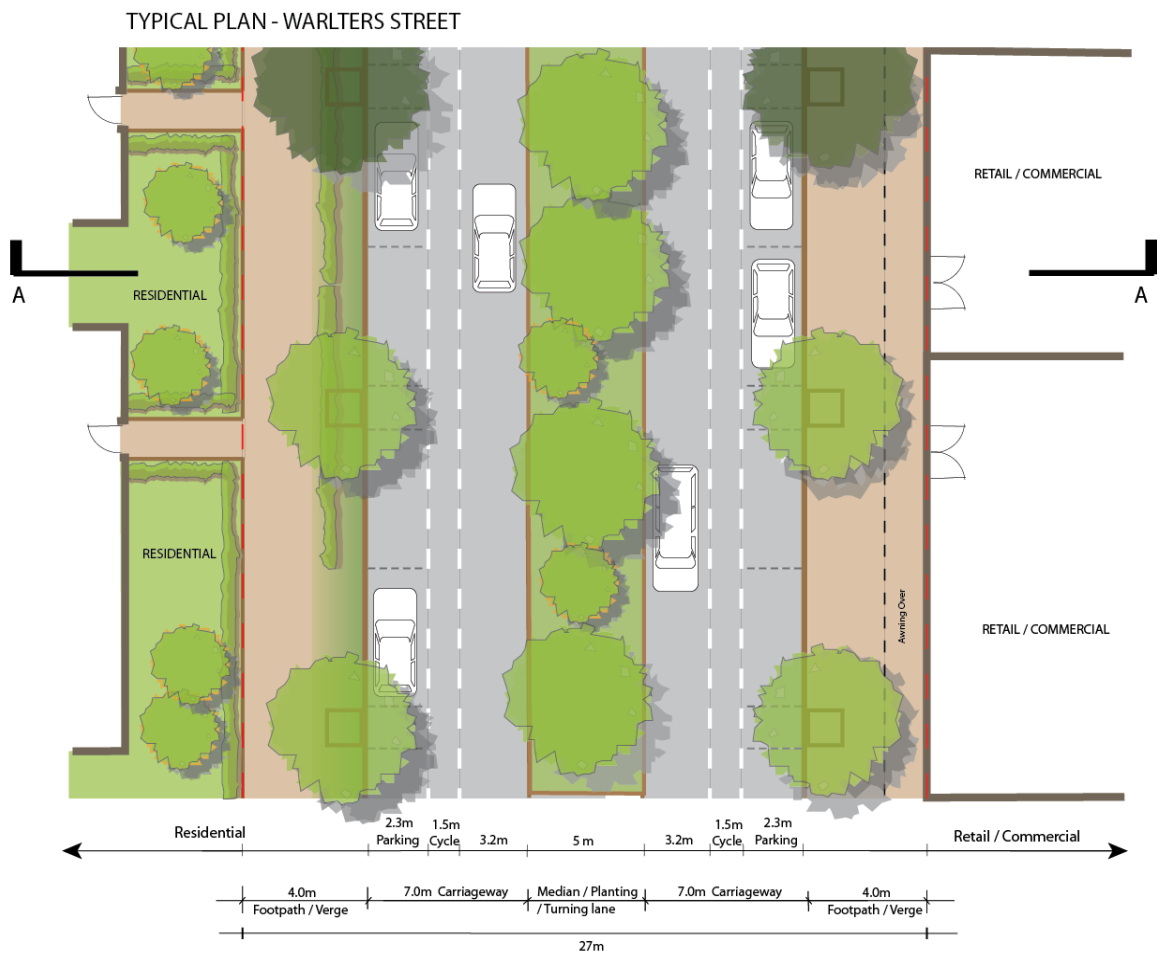 TYPICAL PLAN - WARLTERS STREET
RETAIL / COMMERCIAL
A
A
RESIDENTIAL
RESIDENTIAL
Awning Over
RETAIL / COMMERCIAL
Residential
2.3m
Parking
1.5m
Cycle
3.2m
5 m
3.2m
1.5m
Cycle
2.3m
Parking
Retail / Commercial
4.0m
Footpath / Verge
7.0m Carriageway
Median / Planting
/ Turning lane
7.0m Carriageway
4.0m
Footpath / Verge
27m